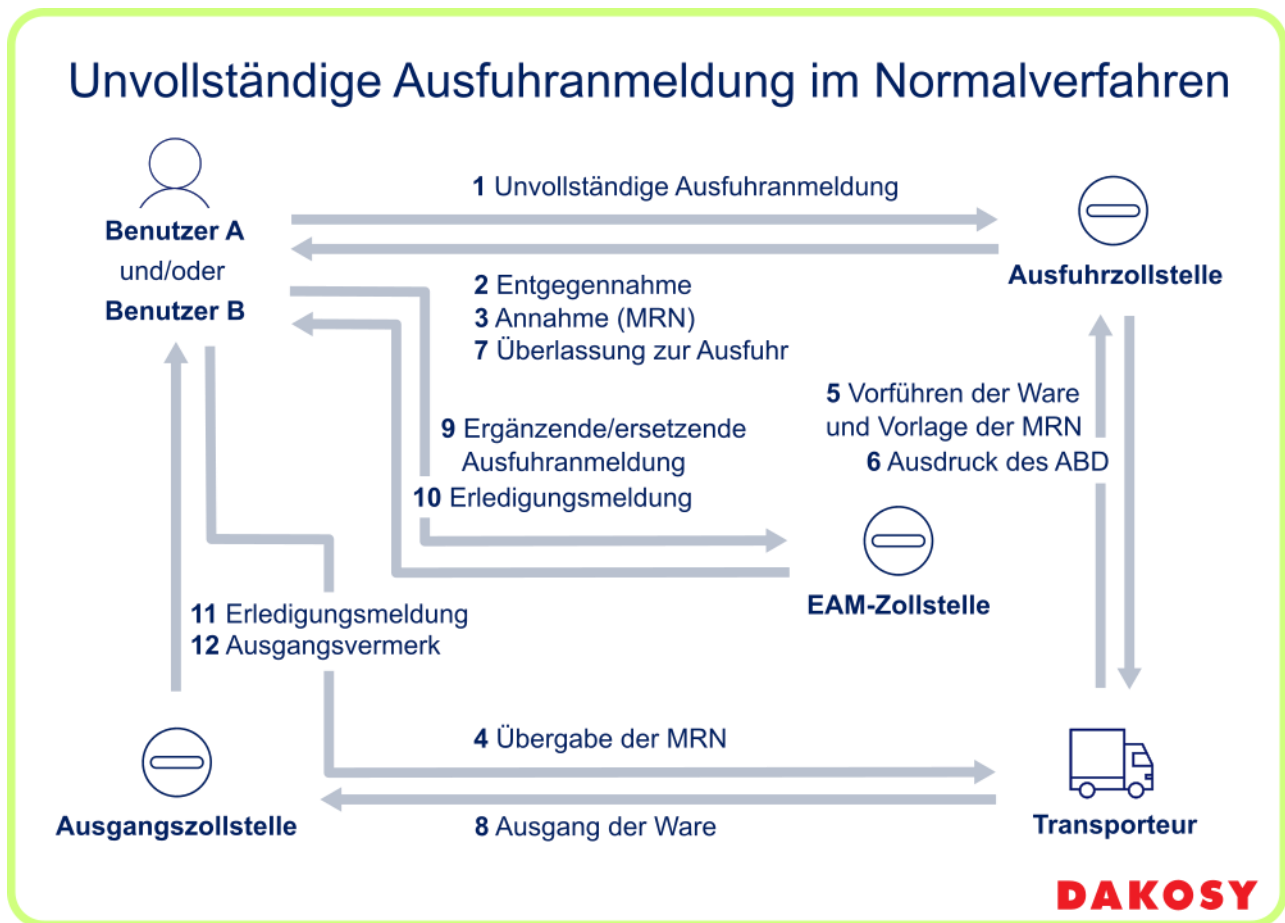 Unvollständige Ausfuhranmeldung im Normalverfahren
1 Unvollständige Ausfuhranmeldung
Benutzer A
und/oder
Benutzer B
Ausfuhrzollstelle
2 Entgegennahme
3 Annahme (MRN)
7 Überlassung zur Ausfuhr
5 Vorführen der Ware
und Vorlage der MRN
6 Ausdruck des ABD
9 Ergänzende/ersetzende
Ausfuhranmeldung
10 Erledigungsmeldung
EAM-Zollstelle
11 Erledigungsmeldung
12 Ausgangsvermerk
4 Übergabe der MRN
Ausgangszollstelle
8 Ausgang der Ware
Transporteur
DAKOSY